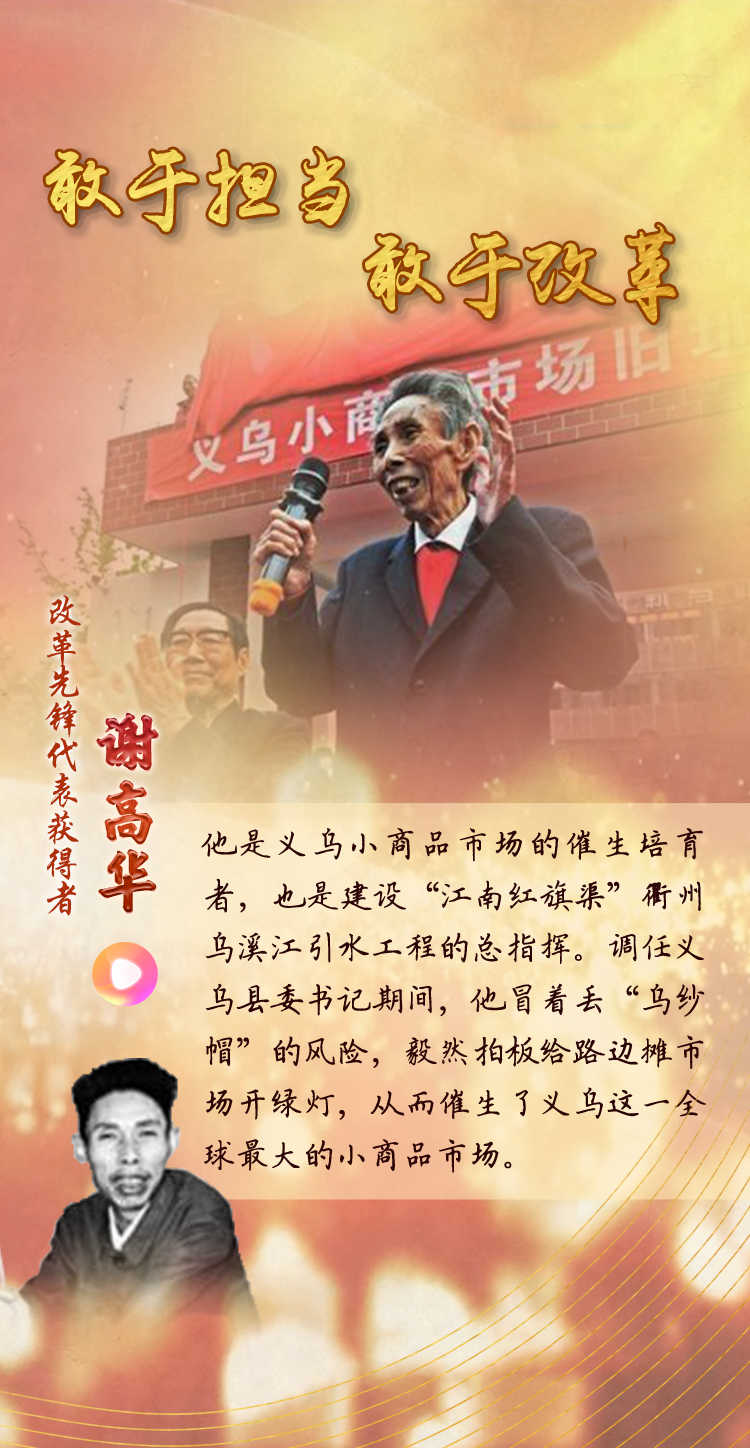 敢于担当
敢于改革
义乌小商 市场旧址
改革先锋代表获得者
谢高华
他是义乌小商品市场的催生培育
者，也是建设“江南红旗渠”衢州
乌溪江引水工程的总指挥。调任义
乌县委书记期间，他冒着丢“乌纱
帽”的风险，毅然拍板给路边摊市
场开绿灯，从而催生了义乌这一全
球最大的小商品市场。